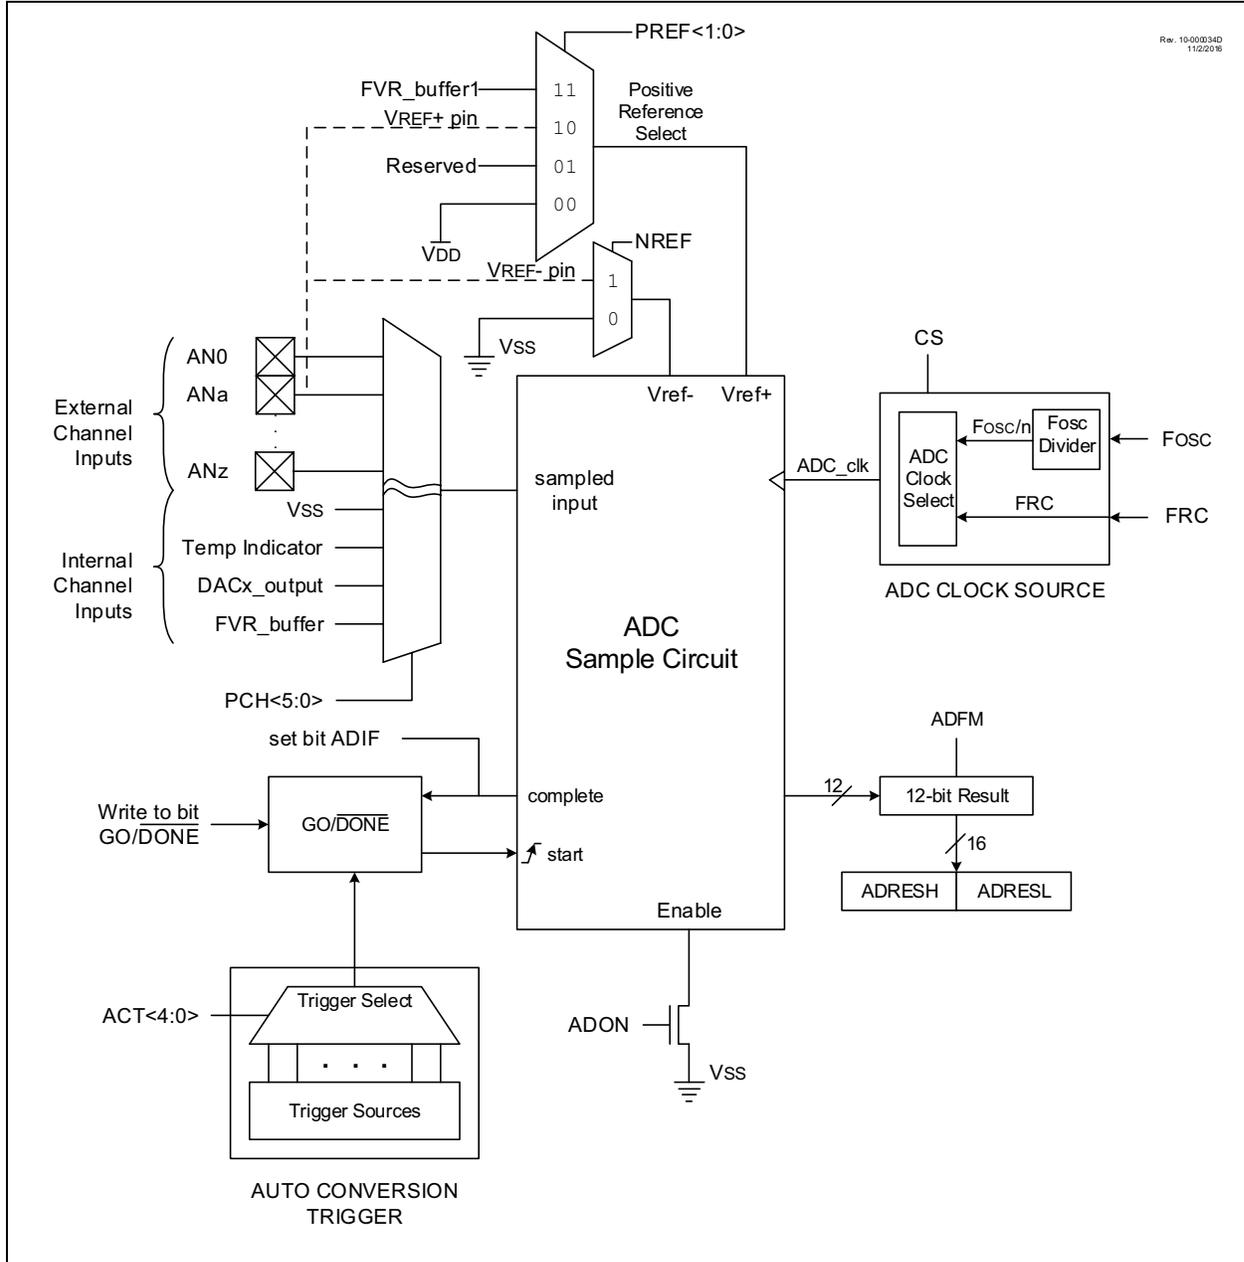 PREF<1:0>
Rev. 10-000034D
11/2/2016
FVR_buffer1
11
Positive
Reference
Select
VREF+ pin
10
Reserved
01
00
VDD
NREF
VREF- pin
1
0
VSS
CS
AN0
ANa
Vref-
Vref+
External
Channel
Inputs
FOSC/n
Fosc
Divider
FOSC
ADC
Clock
Select
ADC_clk
ANz
sampled
input
VSS
FRC
FRC
Temp Indicator
Internal
Channel
Inputs
DACx_output
ADC CLOCK SOURCE
FVR_buffer
ADC
Sample Circuit
PCH<5:0>
ADFM
set bit ADIF
complete
12
12-bit Result
Write to bit
GO/DONE
GO/DONE
start
16
ADRESH
ADRESL
Enable
Trigger Select
ACT<4:0>
ADON
. . .
VSS
Trigger Sources
AUTO CONVERSION
TRIGGER